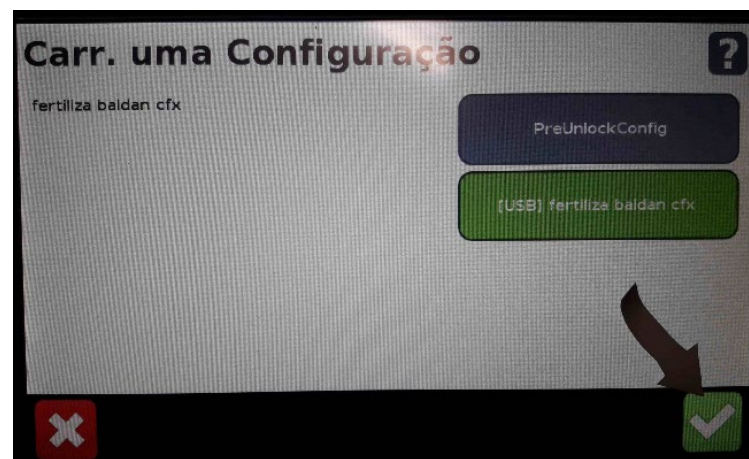 Carr. uma Configuração
?
fertiliza baldan cfx
PreUnlockConfig
[USB] fertiliza baldan cfx